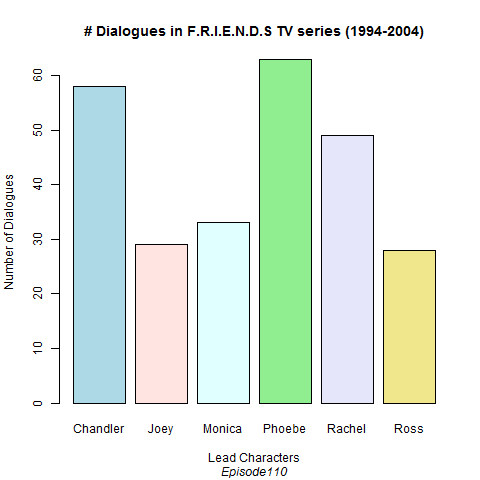 # Dialogues in F.R.I.E.N.D.S TV series (1994-2004)
Number of Dialogues
60
50
40
30
20
10
0
Chandler Joey Monica Phoebe Rachel Ross
Lead Characters
Episode110